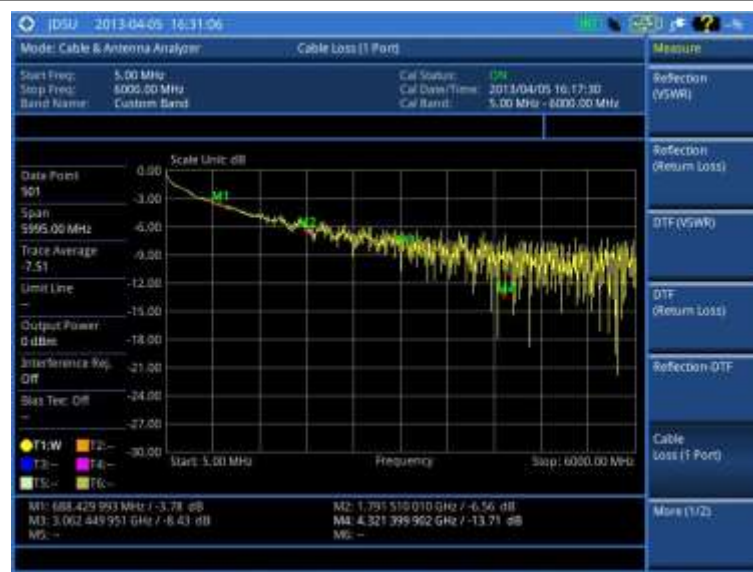 JDSU 2013-04-05 16:31:06
Mode: Cable & Antenna Analyzer Cable Loss (1 Port)
Start Freq: 5.00 MHz
Stop Freq: 6000.00 MHz
Band Name: Custom Band
Cal Status: ON
Cal Date/Time: 2013/04/05 16:17:30
Cal Band: 5.00 MHz - 6000.00 MHz
Data Point
501
Span
5995.00 MHz
Trace Average
-7.51
Limit Line
--
Output Power
0 dBm
Interference Rej.
Off
Bias Tee: Off
--
T1:W T2:--
T3:-- T4:--
T5:-- T6:--
Scale Unit: dB
0.00
-3.00
-6.00
-9.00
-12.00
-15.00
-18.00
-21.00
-24.00
-27.00
-30.00
M1
M2
M3
M4
Start: 5.00 MHz Frequency Stop: 6000.00 MHz
M1: 688.429 993 MHz / -3.78 dB M2: 1.791 510 010 GHz / -6.56 dB
M3: 3.062 449 951 GHz / -8.43 dB M4: 4.321 399 902 GHz / -13.71 dB
M5: -- M6: --
Measure
Reflection
(VSWR)
Reflection
(Return Loss)
DTF (VSWR)
DTF
(Return Loss)
Reflection-DTF
Cable
Loss (1 Port)
More (1/2)